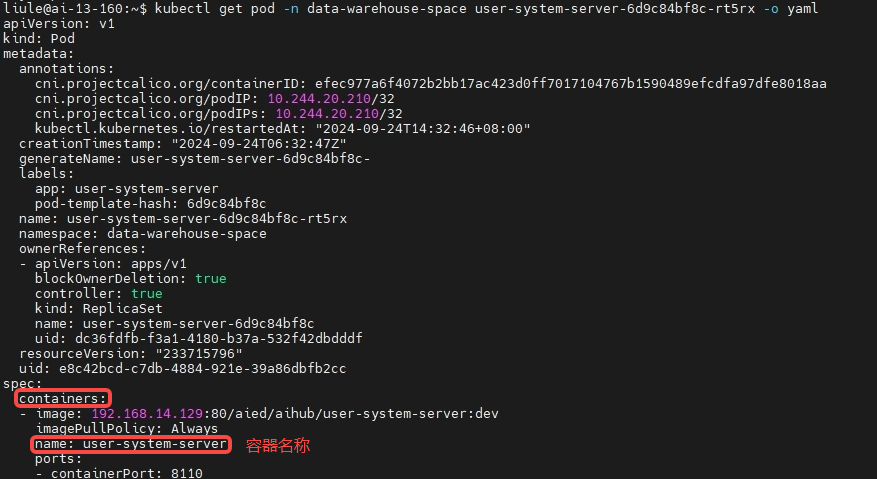 liule@ai-13-160:~$ kubectl get pod -n data-warehouse-space user-system-server-6d9c84bf8c-rt5rx -o yaml
apiVersion: v1
kind: Pod
metadata:
  annotations:
    cni.projectcalico.org/containerID: efec977a6f4072b2bb17ac423d0ff7017104767b1590489efcdfa97dfe8018aa
    cni.projectcalico.org/podIP: 10.244.20.210/32
    cni.projectcalico.org/podIPs: 10.244.20.210/32
    kubectl.kubernetes.io/restartedAt: "2024-09-24T14:32:46+08:00"
  creationTimestamp: "2024-09-24T06:32:47Z"
  generateName: user-system-server-6d9c84bf8c-
  labels:
    app: user-system-server
    pod-template-hash: 6d9c84bf8c
  name: user-system-server-6d9c84bf8c-rt5rx
  namespace: data-warehouse-space
  ownerReferences:
  - apiVersion: apps/v1
    blockOwnerDeletion: true
    controller: true
    kind: ReplicaSet
    name: user-system-server-6d9c84bf8c
    uid: dc36fdfb-f3a1-4180-b37a-532f42dbdddf
  resourceVersion: "233715796"
  uid: e8c42bcd-c7db-4884-921e-39a86dbfb2cc
spec:
  containers:
  - image: 192.168.14.129:80/aied/aihub/user-system-server:dev
    imagePullPolicy: Always
    name: user-system-server 容器名称
    ports:
    - containerPort: 8110